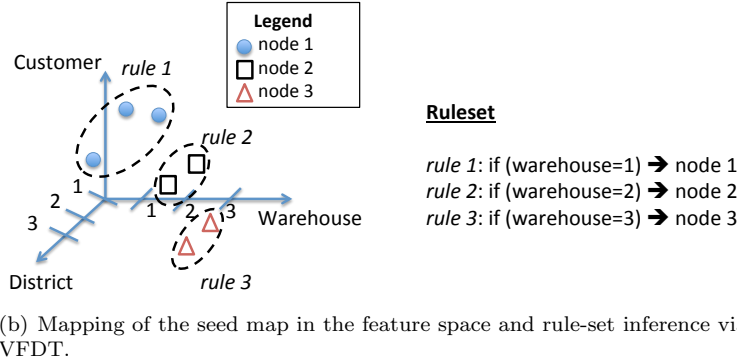 Legend
node 1
node 2
node 3
Customer
rule 1
rule 2
Ruleset
rule 1: if (warehouse=1) ➔ node 1
rule 2: if (warehouse=2) ➔ node 2
rule 3: if (warehouse=3) ➔ node 3
1
2
3
1
2
3
Warehouse
District
rule 3
(b) Mapping of the seed map in the feature space and rule-set inference vi
VFDT.